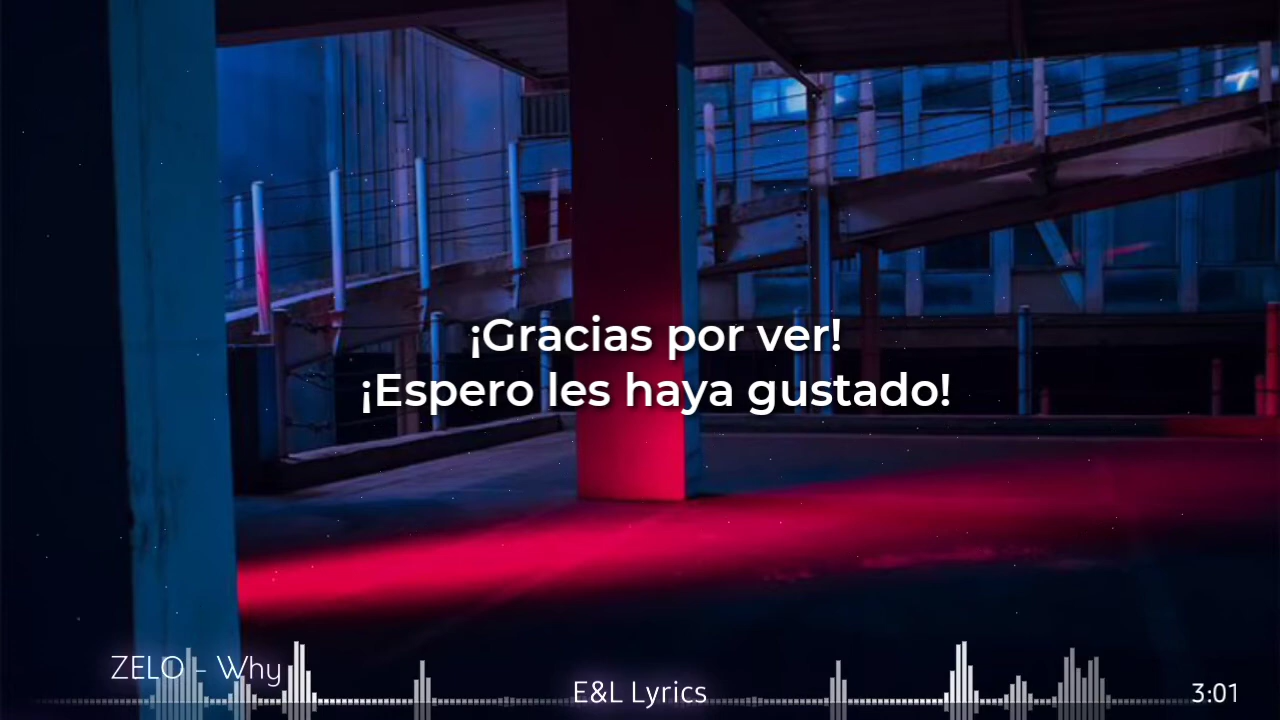 ¡Gracias por ver!
¡Espero les haya gustado!
ZELO - Why
E&L Lyrics
3:01